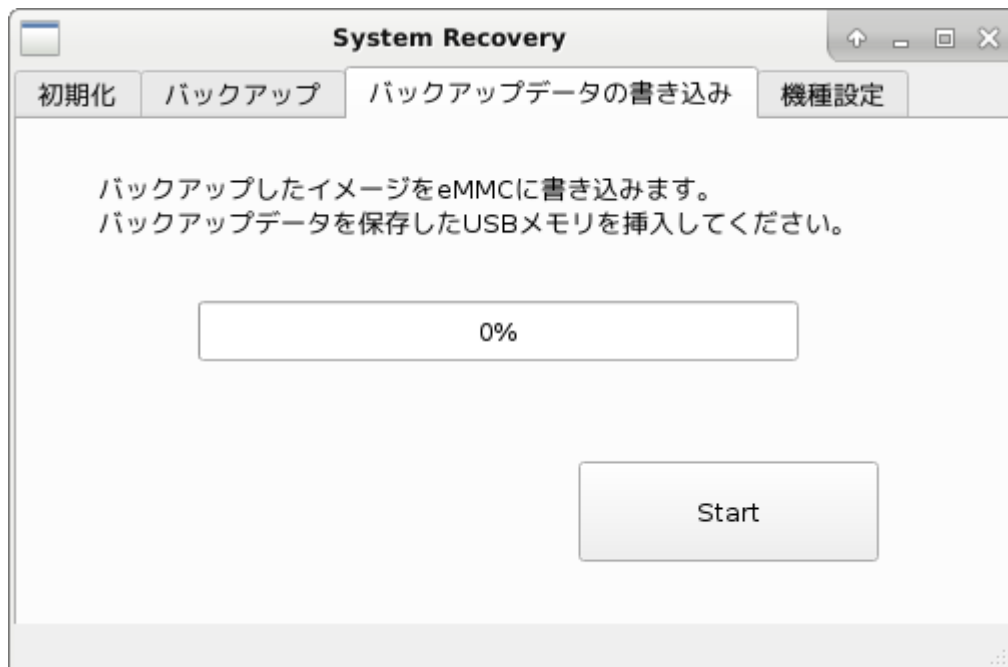 System Recovery
初期化 バックアップ バックアップデータの書き込み 機種設定
バックアップしたイメージをeMMCに書き込みます。
バックアップデータを保存したUSBメモリを挿入してください。
0%
Start